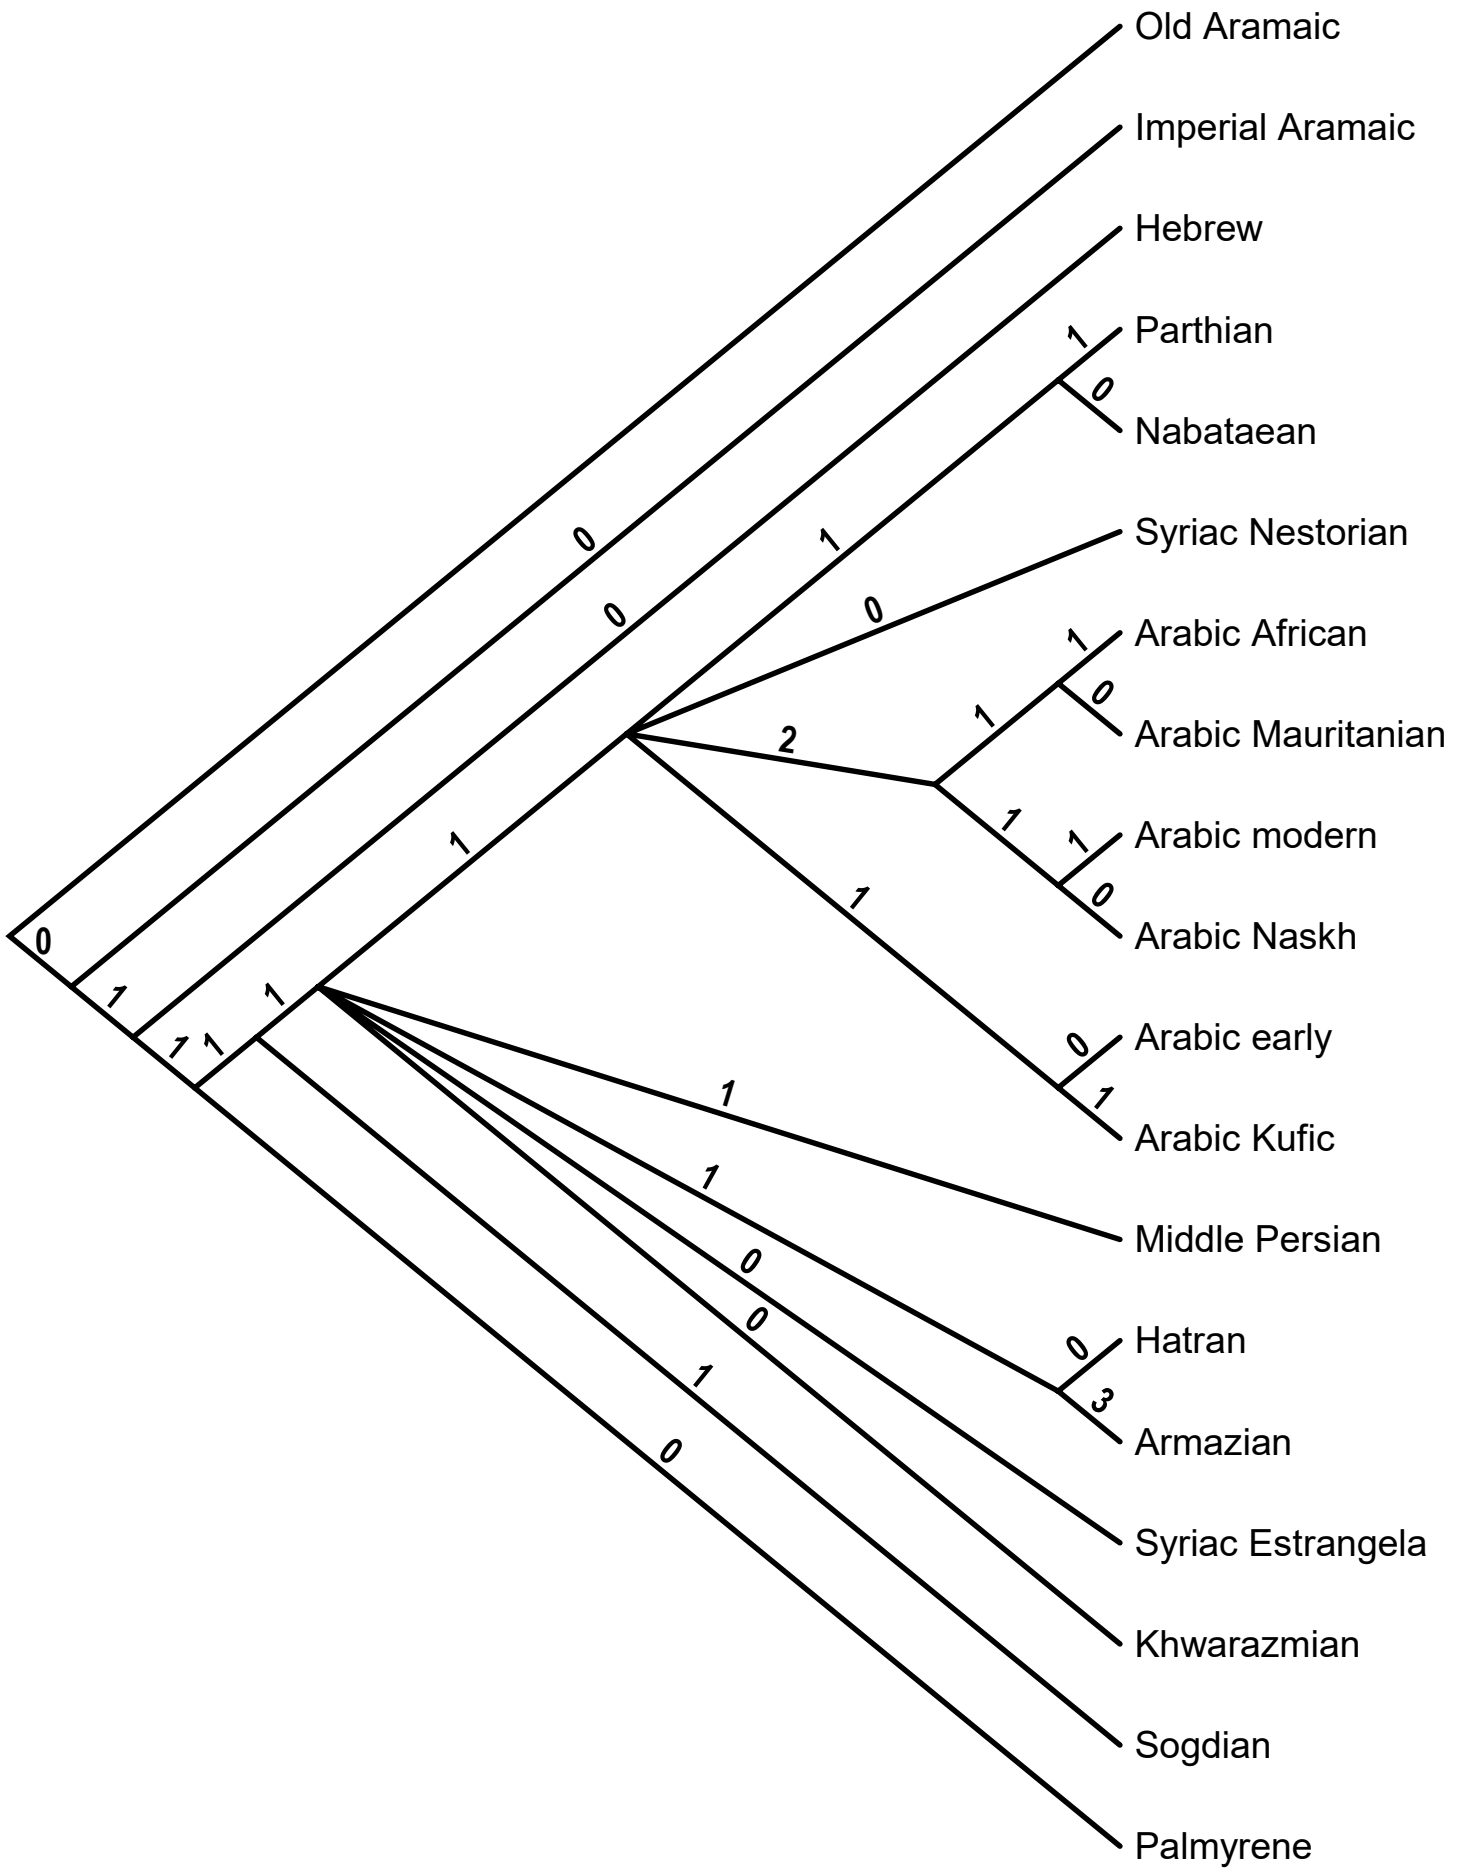 Old Aramaic
Imperial Aramaic
Hebrew
1
Parthian
0
Nabataean
0
1
Syriac Nestorian
0
0
1
Arabic African
0
1
2
Arabic Mauritanian
1
1
Arabic modern
1
0
1
Arabic Naskh
0
1
1
0
Arabic early
1
1
1
Arabic Kufic
1
1
Middle Persian
0
0
0
Hatran
1
3
Armazian
0
Syriac Estrangela
Khwarazmian
Sogdian
Palmyrene